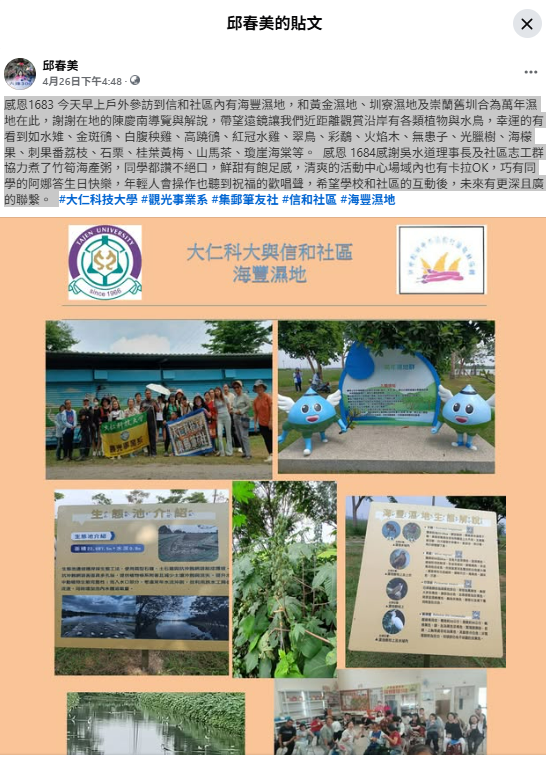 邱春美的貼文
邱春美
4月26日下午4:48
感恩1683 今天早上戶外參訪到信和社區內有海豐濕地，和黃金濕地、圳寮濕地及崇蘭舊圳合為萬年濕
地在此，謝謝在地的陳慶南導覽與解說，帶望遠鏡讓我們近距離觀賞沿岸有各類植物與水鳥，幸運的有
看到如水雉、金斑鴴、白腹秧雞、高蹺鴴、紅冠水雞、翠鳥、彩鷸、火焰木、無患子、光臘樹、海檬
果、刺果番荔枝、石栗、桂葉黃梅、山馬茶、瓊崖海棠等。 感恩 1684感謝吳水道理事長及社區志工群
協力煮了竹筍海產粥，同學都讚不絕口，鮮甜有飽足感，清爽的活動中心場域內也有卡拉OK，巧有同
學的阿娜答生日快樂，年輕人會操作也聽到祝福的歡唱聲，希望學校和社區的互動後，未來有更深且廣
的聯繫。 #大仁科技大學 #觀光事業系 #集郵筆友社 #信和社區 #海豐濕地
TAJEN UNIVERSITY
since 1966
大仁科大與信和社區
海豐濕地
生態池介紹
海豐濕地生態解說